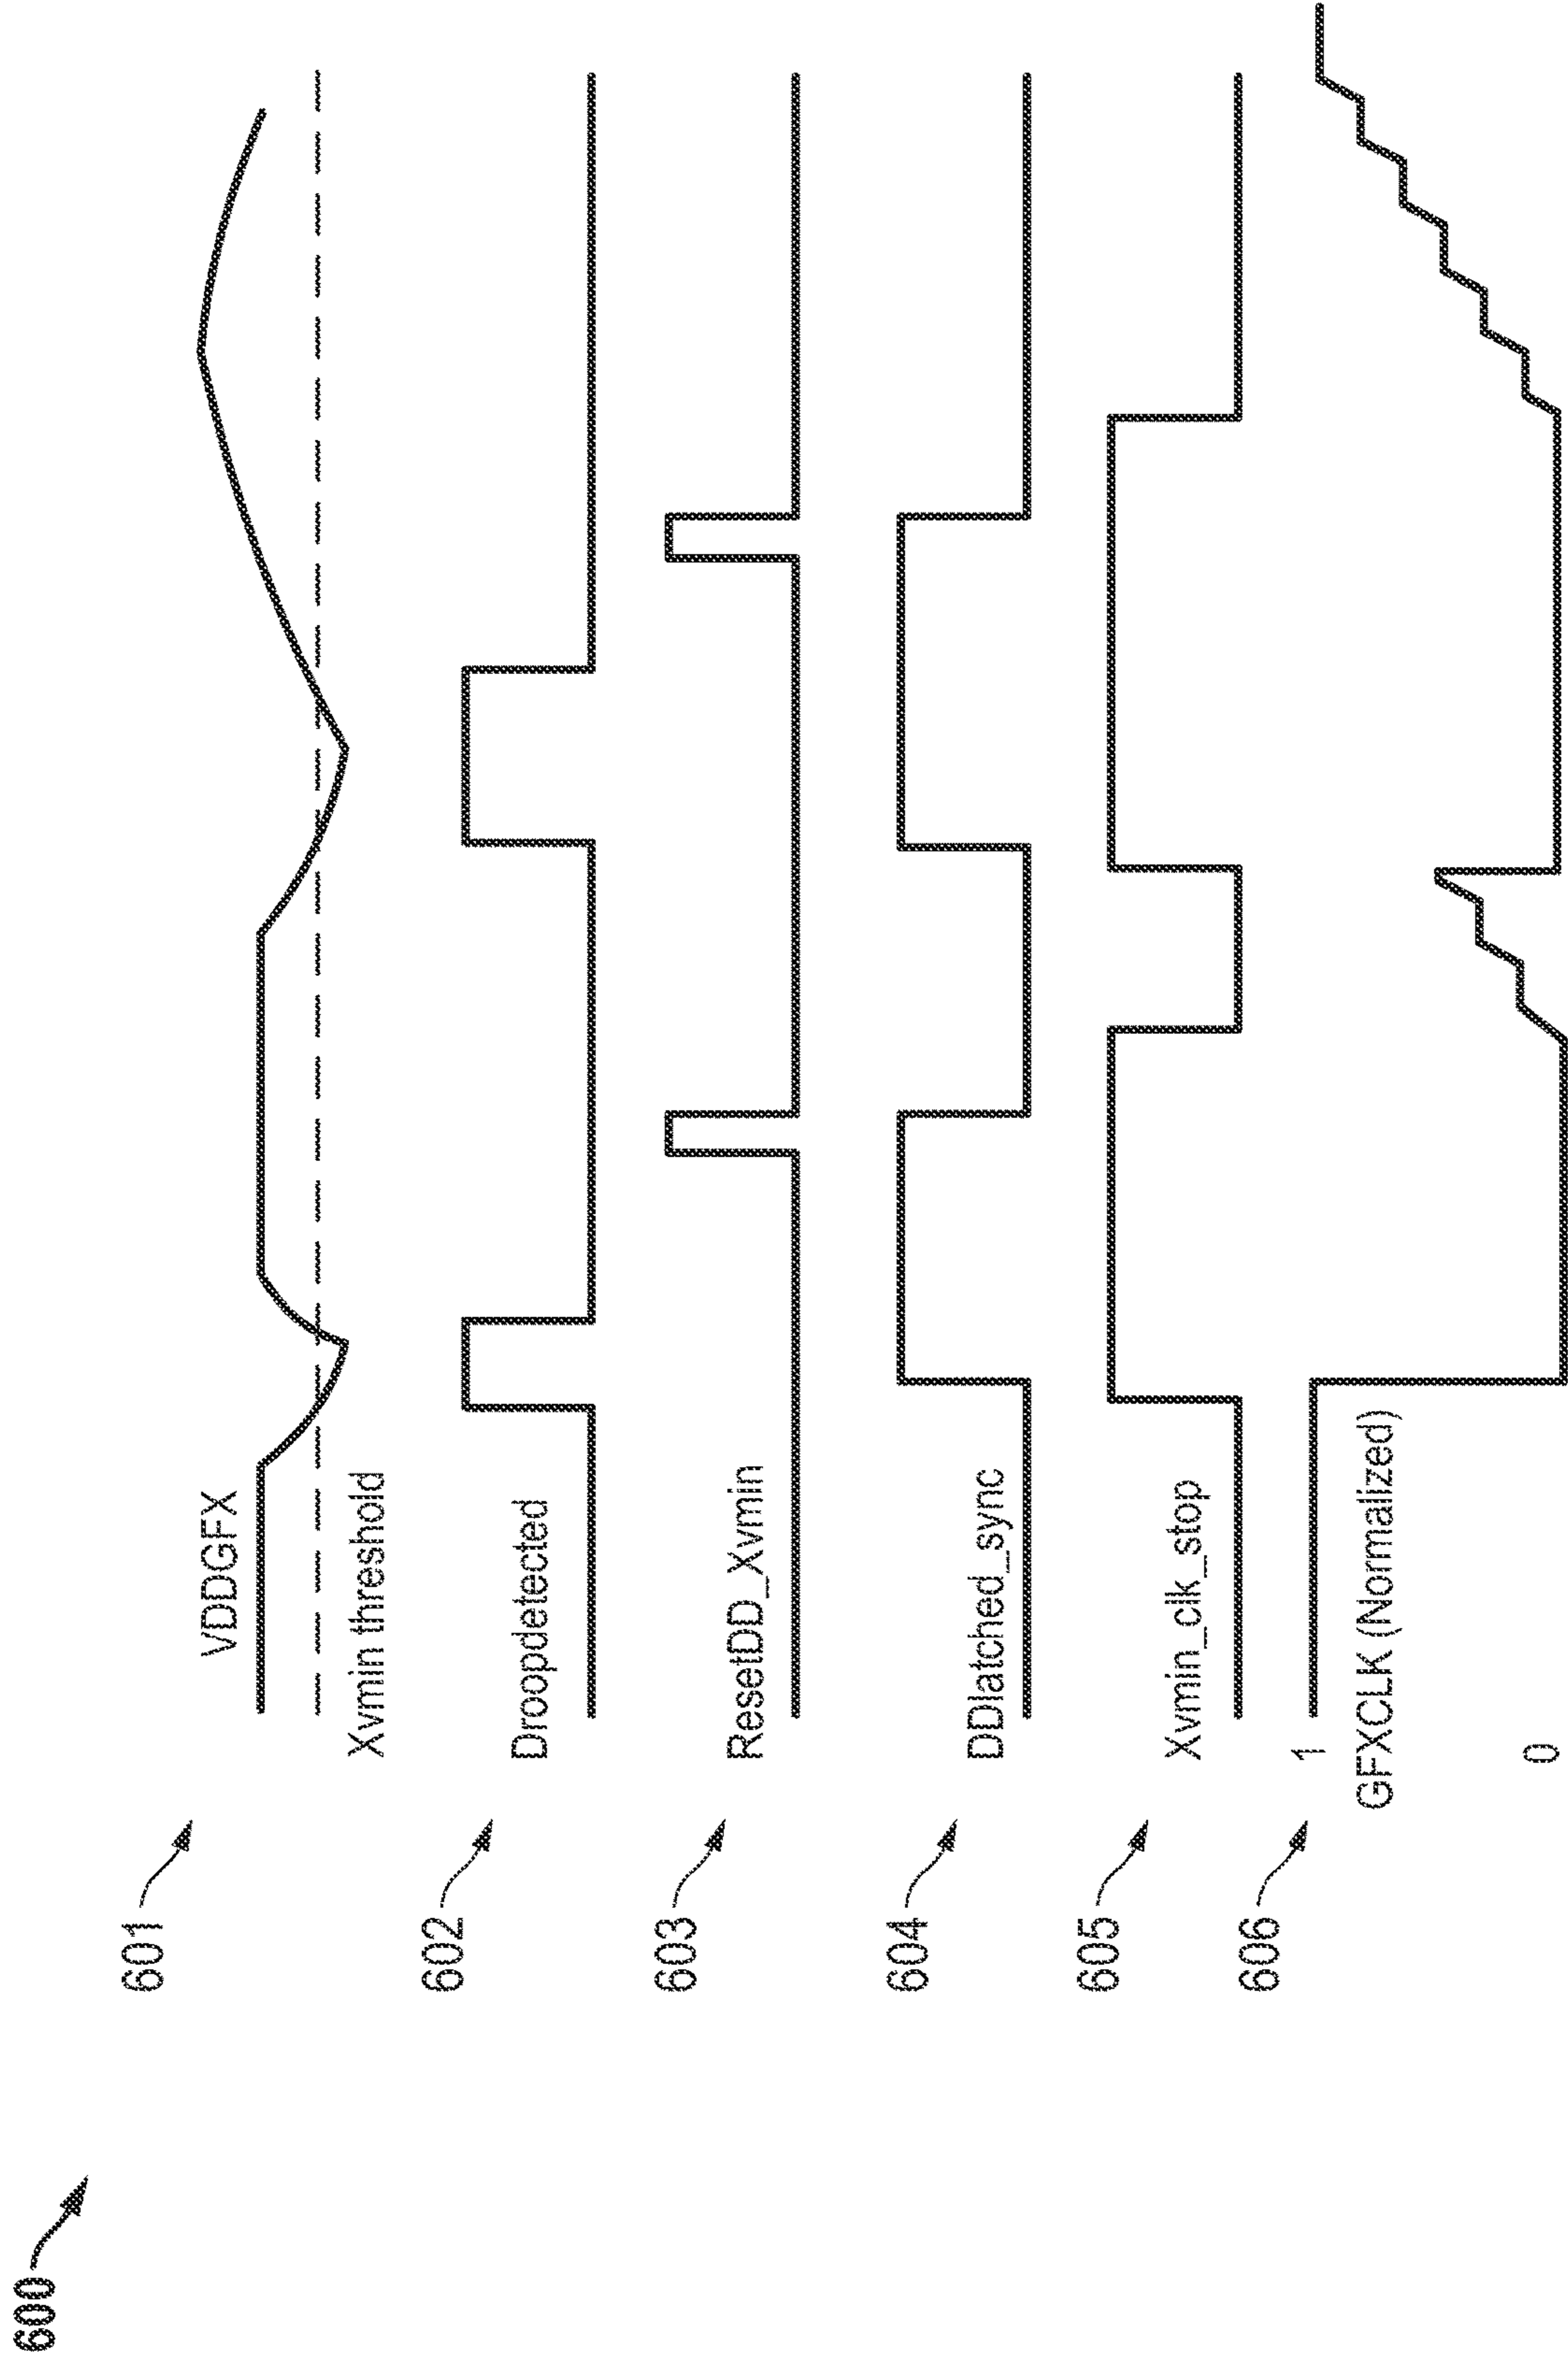 600
601
VDDGFX
Xvmin threshold
602
Droopdetected
603
ResetDD_Xvmin
604
DDlatched_sync
605
Xvmin_clk_stop
606
1
GFXCLK (Normalized)
0